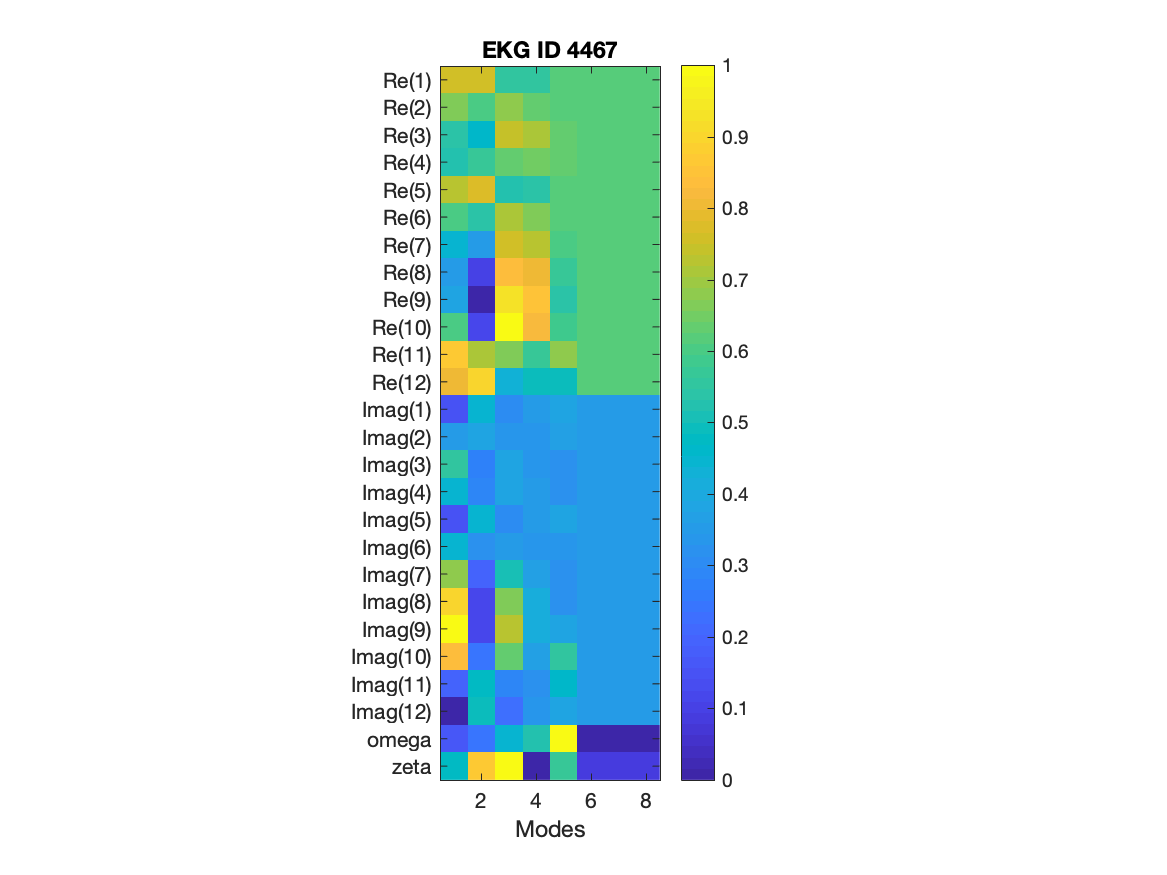 EKG ID 4467
Re(1)
Re(2)
Re(3)
Re(4)
Re(5)
Re(6)
Re(7)
Re(8)
Re(9)
Re(10)
Re(11)
Re(12)
Imag(1)
Imag(2)
Imag(3)
Imag(4)
Imag(5)
Imag(6)
Imag(7)
Imag(8)
Imag(9)
Imag(10)
Imag(11)
Imag(12)
omega
zeta
2 4 6 8
Modes
1
0.9
0.8
0.7
0.6
0.5
0.4
0.3
0.2
0.1
0